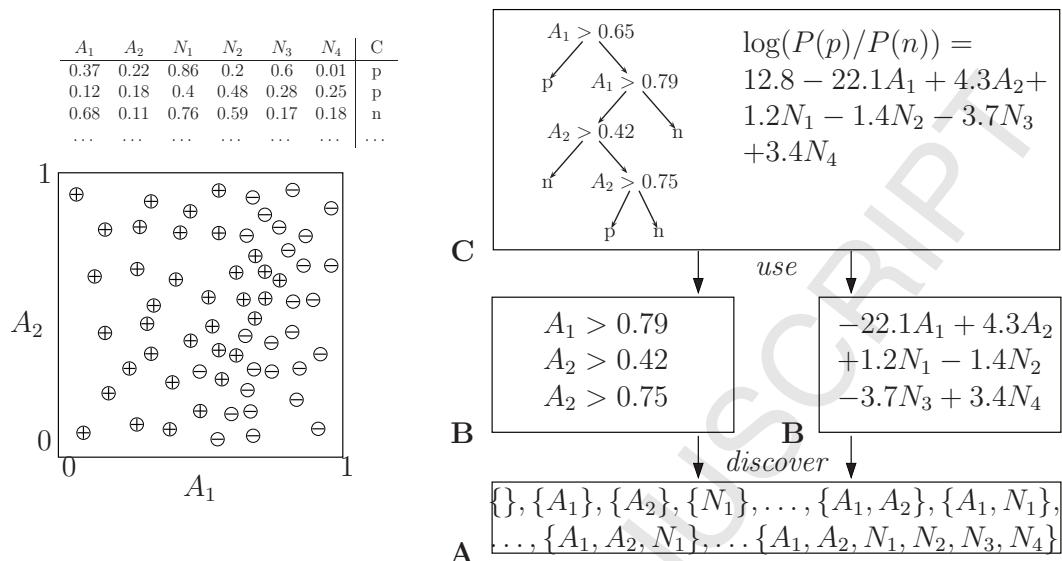 A₁ A₂ N₁ N₂ N₃ N₄ C
0.37 0.22 0.86 0.2 0.6 0.01 p
0.12 0.18 0.4 0.48 0.28 0.25 p
0.68 0.11 0.76 0.59 0.17 0.18 n
... ... ... ... ... ... ...
1
A₂
0
0 1
A₁
A₁ > 0.65
p A₁ > 0.79
A₂ > 0.42 n
n A₂ > 0.75
p n
log(P(p)/P(n)) =
12.8 − 22.1A₁ + 4.3A₂+
1.2N₁ − 1.4N₂ − 3.7N₃
+3.4N₄
C
use
A₁ > 0.79
A₂ > 0.42
A₂ > 0.75
B
−22.1A₁ + 4.3A₂
+1.2N₁ − 1.4N₂
−3.7N₃ + 3.4N₄
B
discover
{}, {A₁}, {A₂}, {N₁}, ..., {A₁, A₂}, {A₁, N₁},
..., {A₁, A₂, N₁}, ... {A₁, A₂, N₁, N₂, N₃, N₄}
A
USCRIPT